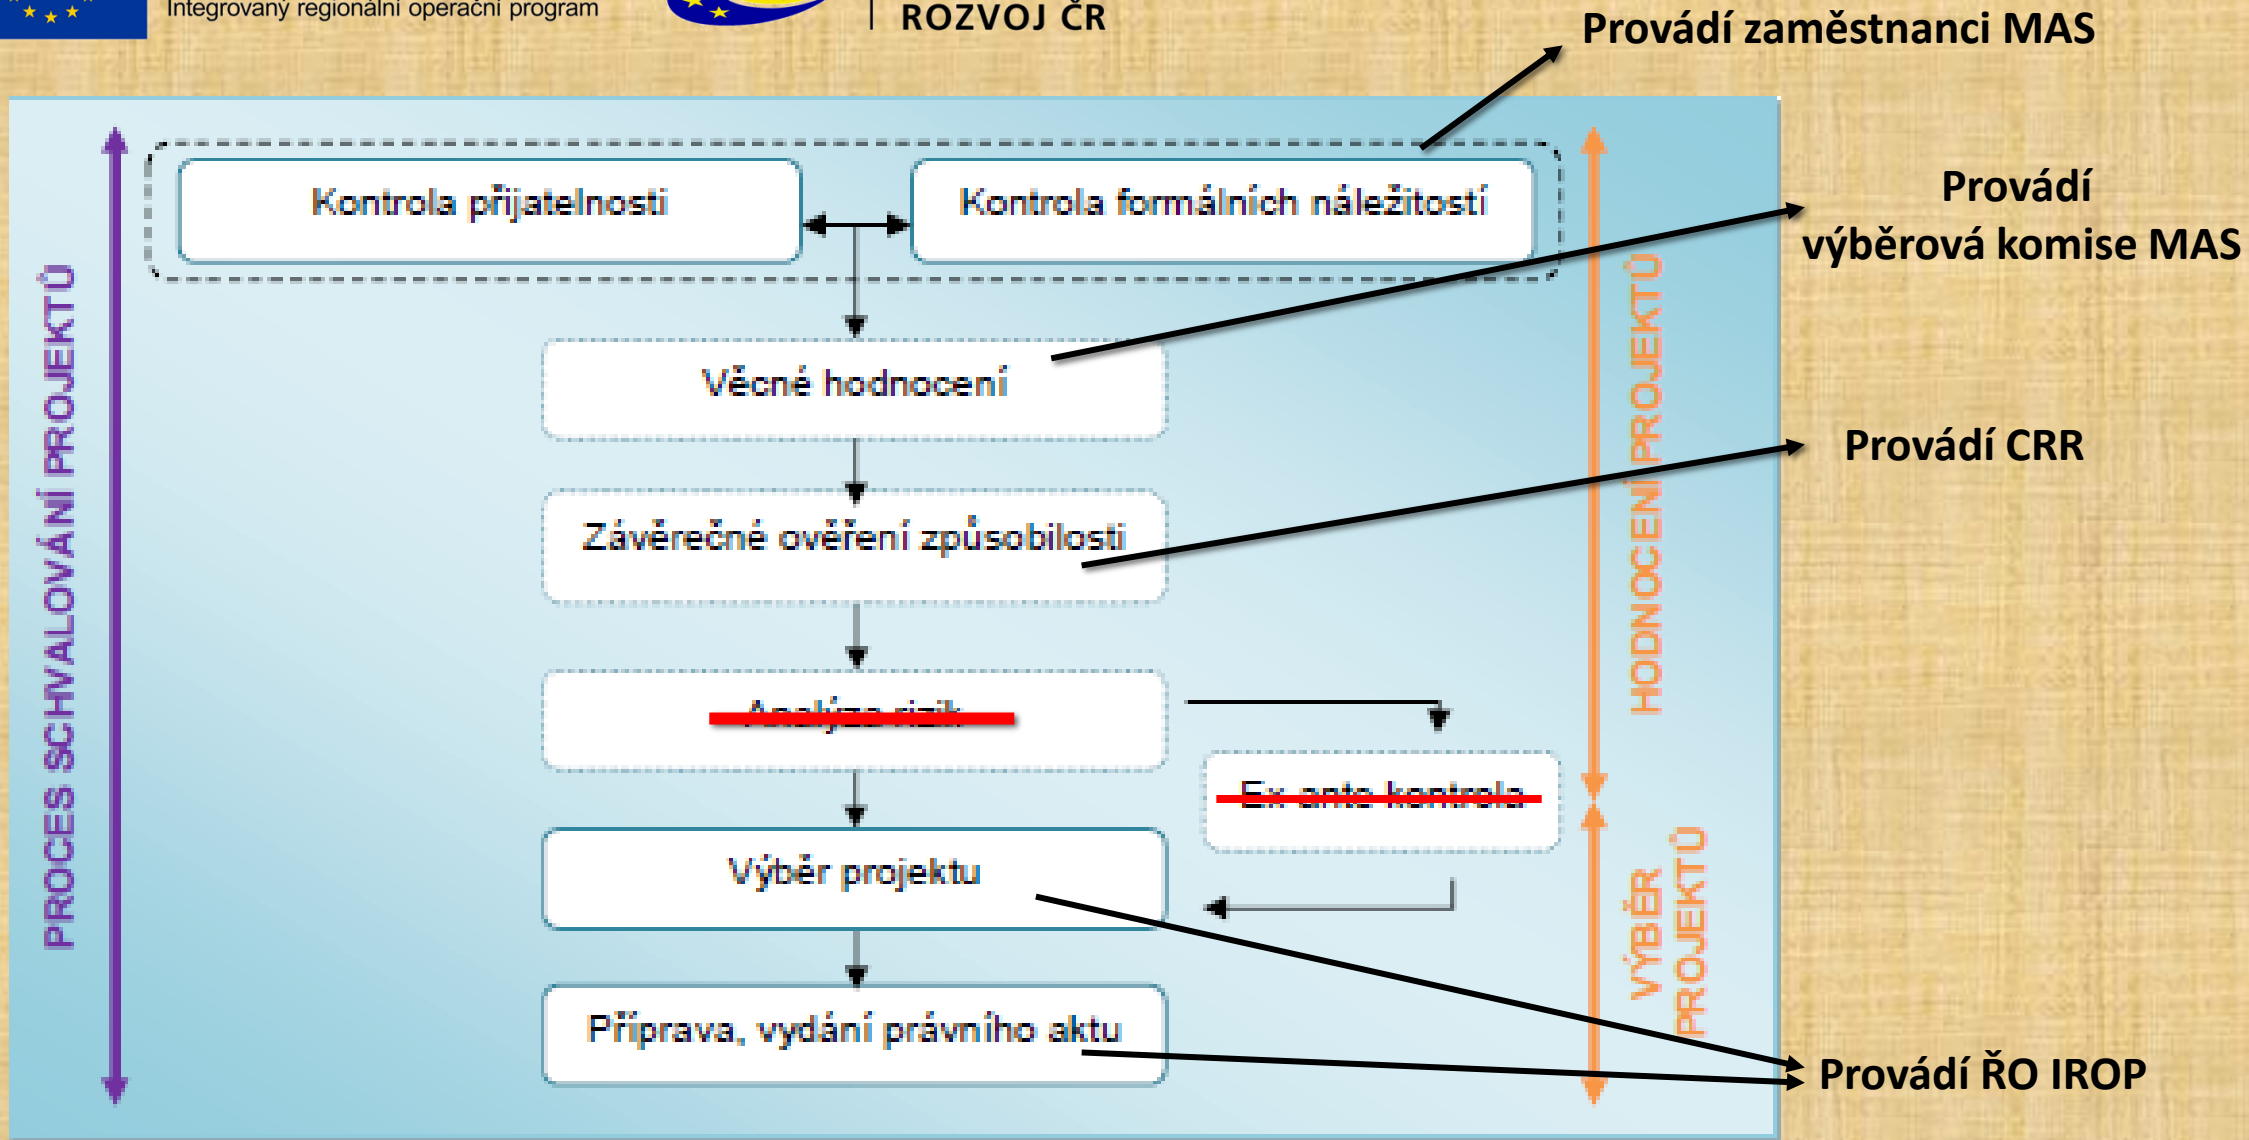 Integrovaný regionální operační program
ROZVOJ ČR
Provádí zaměstnanci MAS
Kontrola přijatelnosti
Kontrola formálních náležitostí
Provádí
výběrová komise MAS
Věcné hodnocení
Provádí CRR
Závěrečné ověření způsobilosti
Analýza rizik
Ex-ante kontrola
Výběr projektu
Příprava, vydání právního aktu
Provádí ŘO IROP
PROCES SCHVALOVÁNÍ PROJEKTŮ
HODNOCENÍ PROJEKTŮ
VÝBĚR
PROJEKTŮ